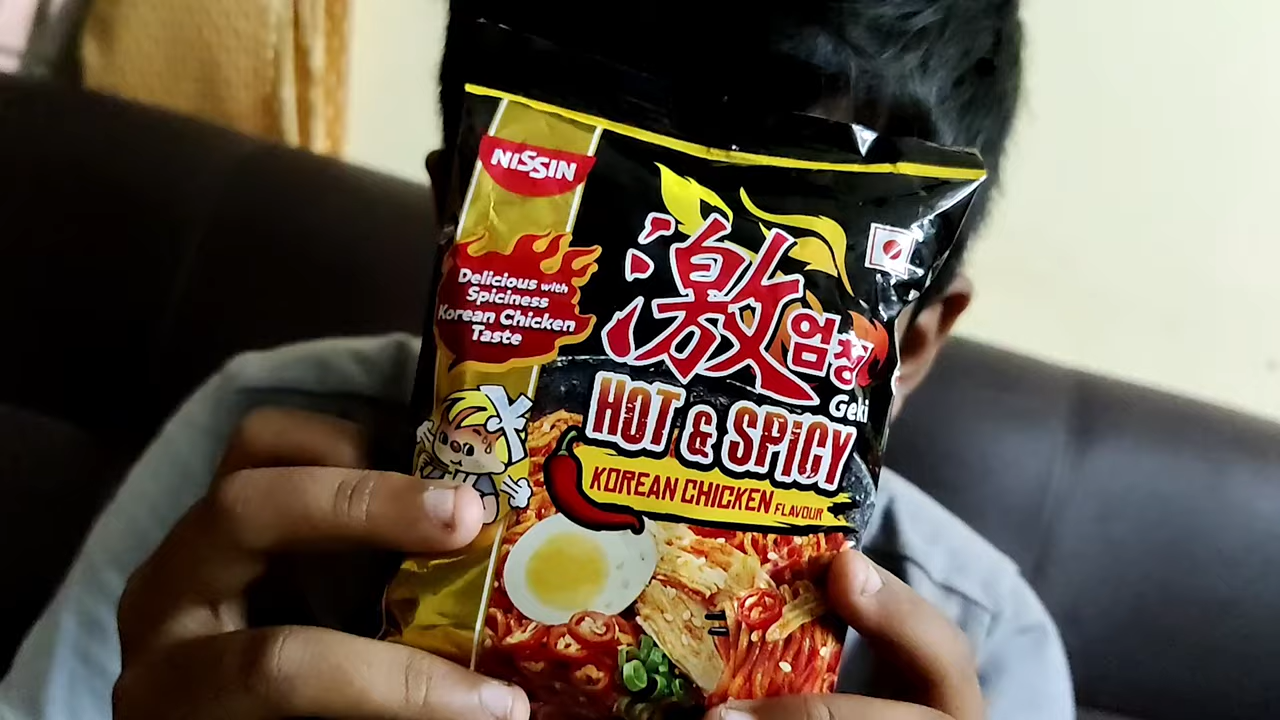 NISSIN
Delicious with
Spiciness
Korean Chicken
Taste
激
엄청
Geki
HOT & SPICY
KOREAN CHICKEN FLAVOUR